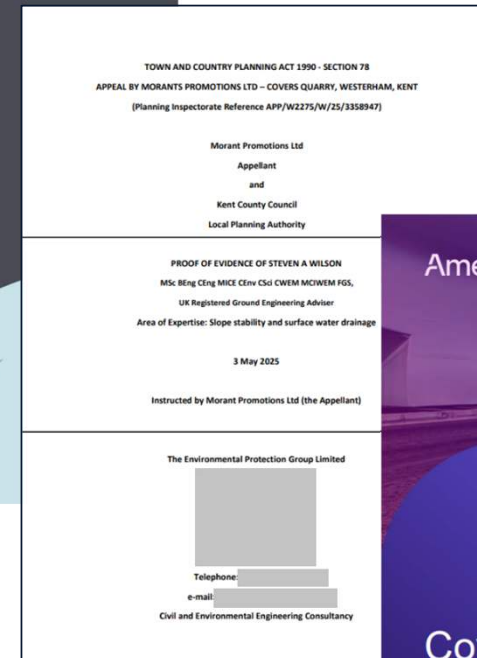 TOWN AND COUNTRY PLANNING ACT 1990 - SECTION 78
APPEAL BY MORANTS PROMOTIONS LTD – COVERS QUARRY, WESTERHAM, KENT
(Planning Inspectorate Reference APP/W2275/W/25/3358947)
Morant Promotions Ltd
Appellant
and
Kent County Council
Local Planning Authority
PROOF OF EVIDENCE OF STEVEN A WILSON
MSc BEng CEng MICE CEnv CSci CWEM MCIWEM FGS,
UK Registered Ground Engineering Adviser
Area of Expertise: Slope stability and surface water drainage
3 May 2025
Instructed by Morant Promotions Ltd (the Appellant)
The Environmental Protection Group Limited
Telephone:
e-mail:
Civil and Environmental Engineering Consultancy
Ame
Co